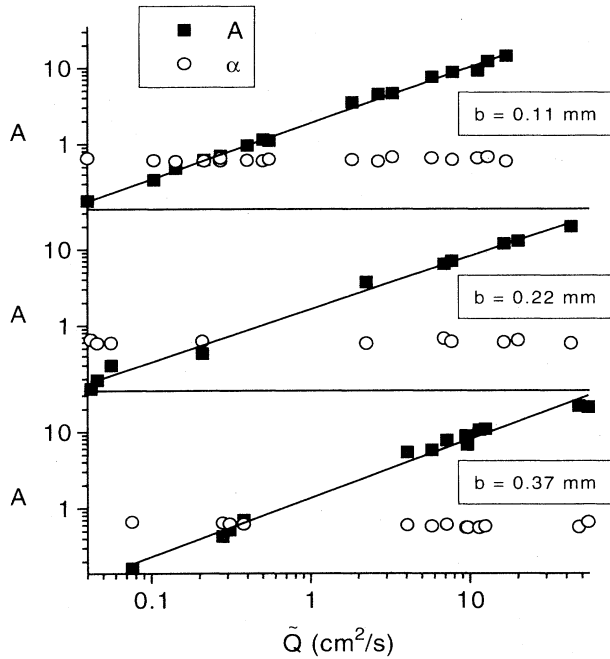 A
α
10
1
A
b = 0.11 mm
10
1
A
b = 0.22 mm
10
1
A
b = 0.37 mm
0.1 1 10
Q̃ (cm²/s)